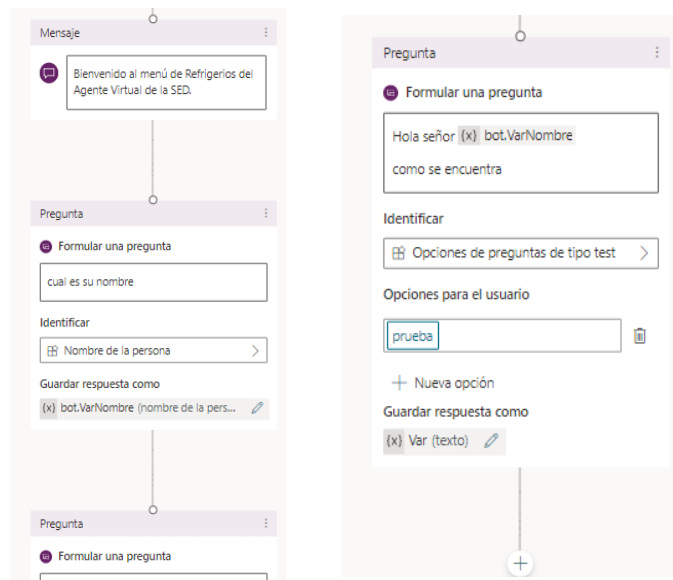 Mensaje
Bienvenido al menú de Refrigerios del
Agente Virtual de la SED.
Pregunta
Formular una pregunta
cual es su nombre
Identificar
Nombre de la persona
Guardar respuesta como
{x} bot.VarNombre (nombre de la pers...
Pregunta
Formular una pregunta
Pregunta
Formular una pregunta
Hola señor {x} bot.VarNombre
como se encuentra
Identificar
Opciones de preguntas de tipo test
Opciones para el usuario
prueba
Nueva opción
Guardar respuesta como
{x} Var (texto)